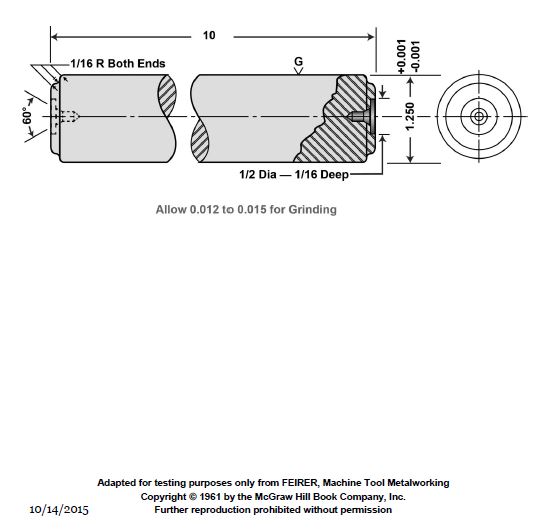 10
1/16 R Both Ends
G
+0.001
-0.001
60°
1.250
1/2 Dia — 1/16 Deep
Allow 0.012 to 0.015 for Grinding
Adapted for testing purposes only from FEIRER, Machine Tool Metalworking
Copyright © 1961 by the McGraw Hill Book Company, Inc.
10/14/2015 Further reproduction prohibited without permission